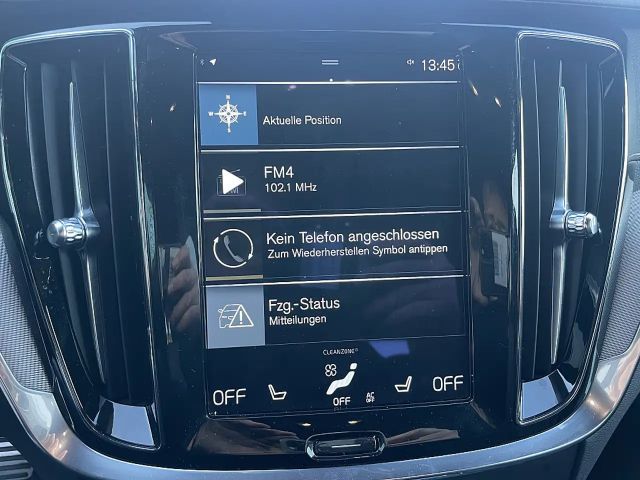 13:45
N
W E
S
Aktuelle Position
FM4
102.1 MHz
Kein Telefon angeschlossen
Zum Wiederherstellen Symbol antippen
Fzg.-Status
Mitteilungen
CLEANZONE
OFF
OFF
AC
OFF
OFF